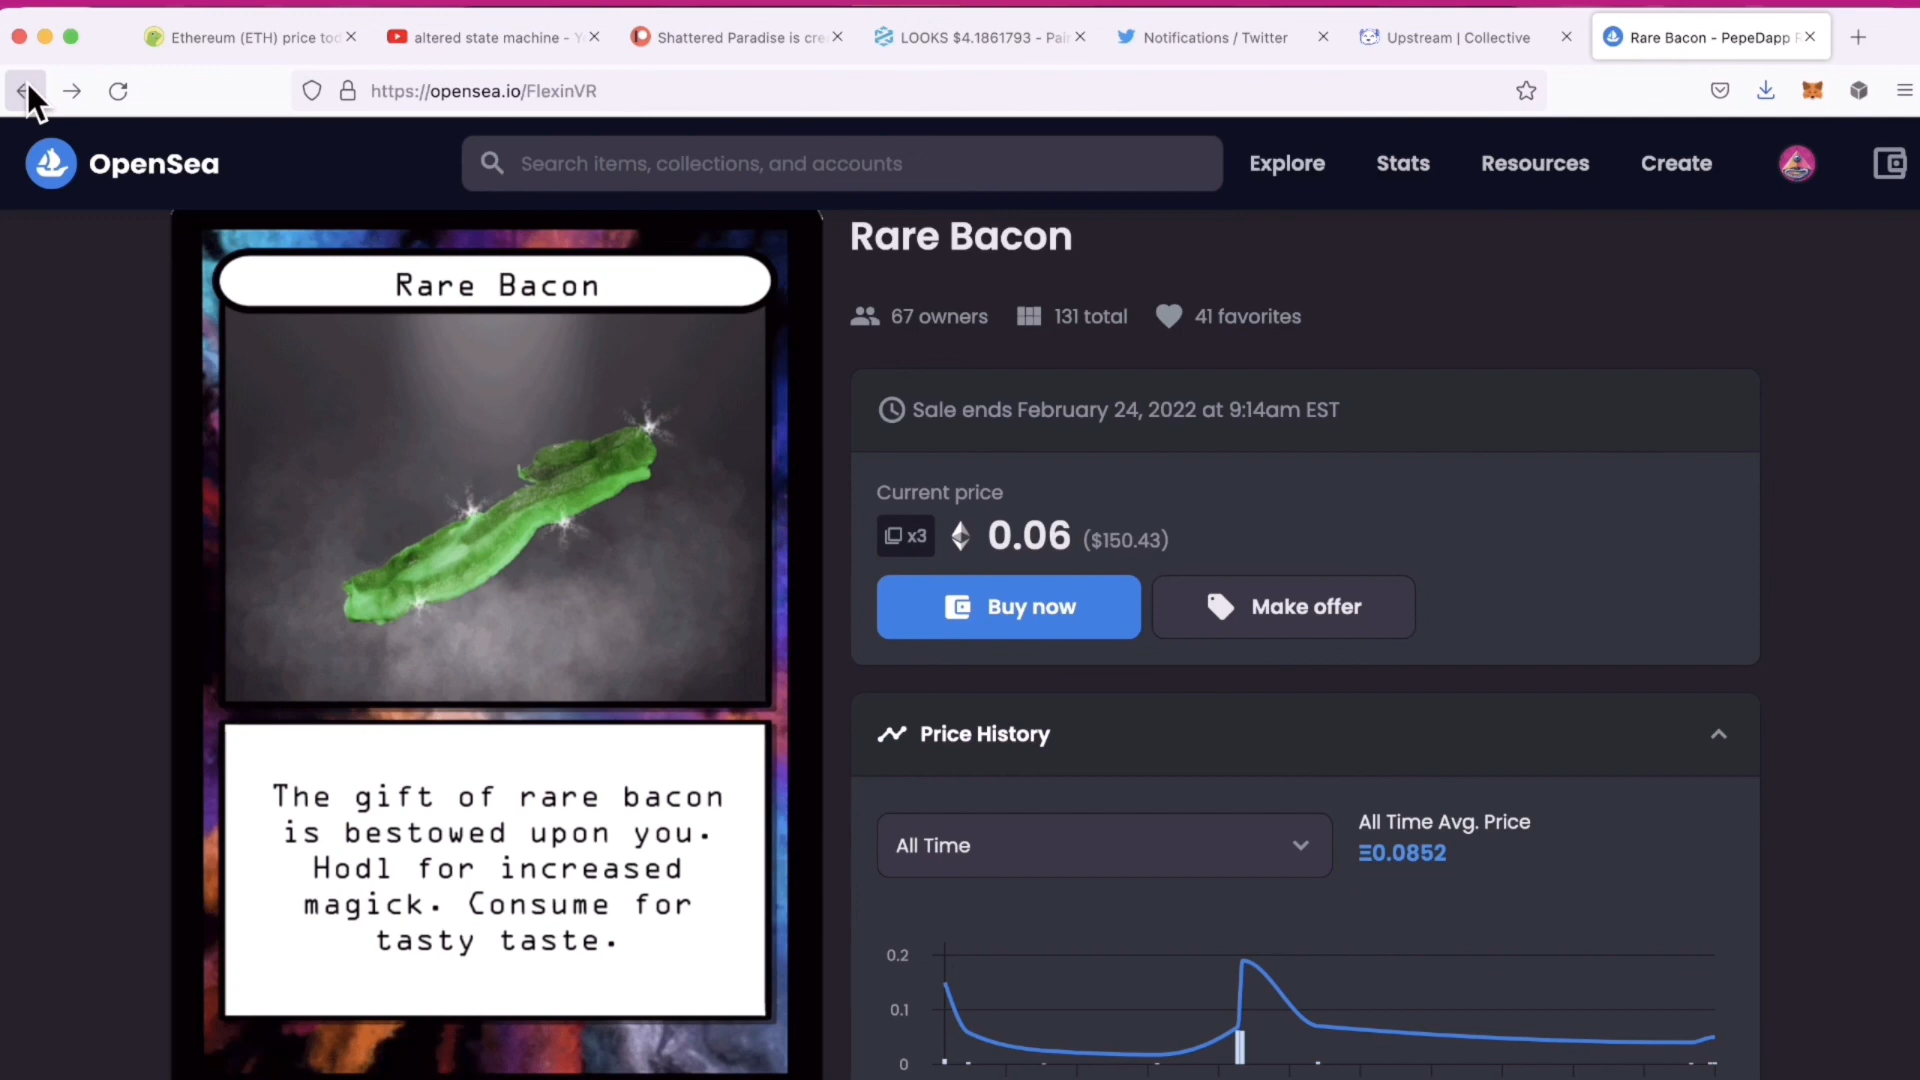 Ethereum (ETH) price tod
altered state machine - Yo
Shattered Paradise is crea
LOOKS $4.1861793 - Pair
Notifications / Twitter
Upstream | Collective
Rare Bacon - PepeDapp R
https://opensea.io/FlexinVR
OpenSea
Search items, collections, and accounts
Explore
Stats
Resources
Create
Rare Bacon
The gift of rare bacon
is bestowed upon you.
Hodl for increased
magick. Consume for
tasty taste.
Rare Bacon
67 owners
131 total
41 favorites
Sale ends February 24, 2022 at 9:14am EST
Current price
x3
0.06 ($150.43)
Buy now
Make offer
Price History
All Time
All Time Avg. Price
Ξ0.0852
0.2
0.1
0